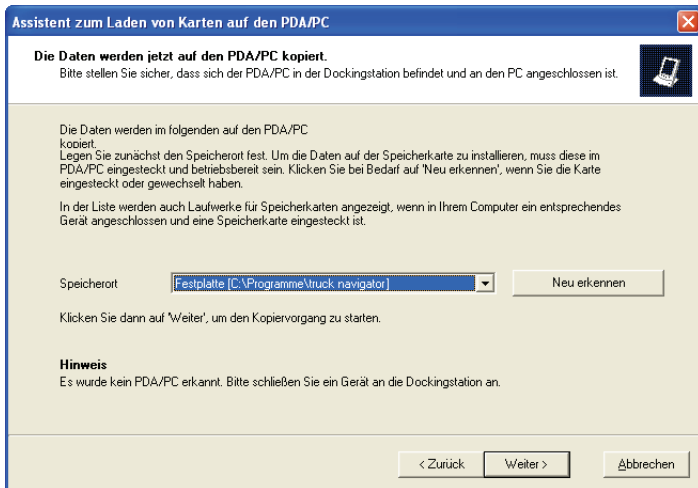 Assistent zum Laden von Karten auf den PDA/PC
Die Daten werden jetzt auf den PDA/PC kopiert.
Bitte stellen Sie sicher, dass sich der PDA/PC in der Dockingstation befindet und an den PC angeschlossen ist.
Die Daten werden im folgenden auf den PDA/PC
kopiert.
Legen Sie zunächst den Speicherort fest. Um die Daten auf der Speicherkarte zu installieren, muss diese im
PDA/PC eingesteckt und betriebsbereit sein. Klicken Sie bei Bedarf auf 'Neu erkennen', wenn Sie die Karte
eingesteckt oder gewechselt haben.
In der Liste werden auch Laufwerke für Speicherkarten angezeigt, wenn in Ihrem Computer ein entsprechendes
Gerät angeschlossen und eine Speicherkarte eingesteckt ist.
Speicherort Festplatte [C:\Programme\truck navigator] Neu erkennen
Klicken Sie dann auf 'Weiter', um den Kopiervorgang zu starten.
Hinweis
Es wurde kein PDA/PC erkannt. Bitte schließen Sie ein Gerät an die Dockingstation an.
< Zurück Weiter > Abbrechen